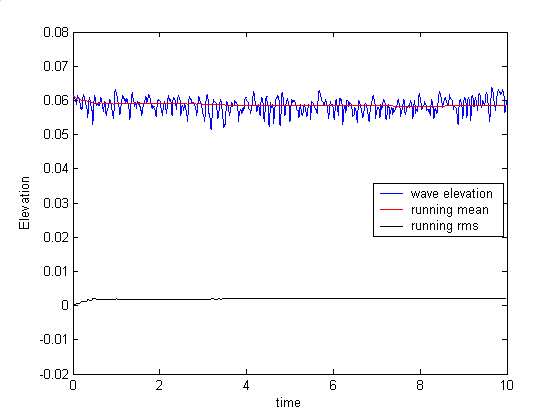 0.08
0.07
0.06
0.05
0.04
0.03
0.02
0.01
0
-0.01
-0.02
Elevation
wave elevation
running mean
running rms
0 2 4 6 8 10
time